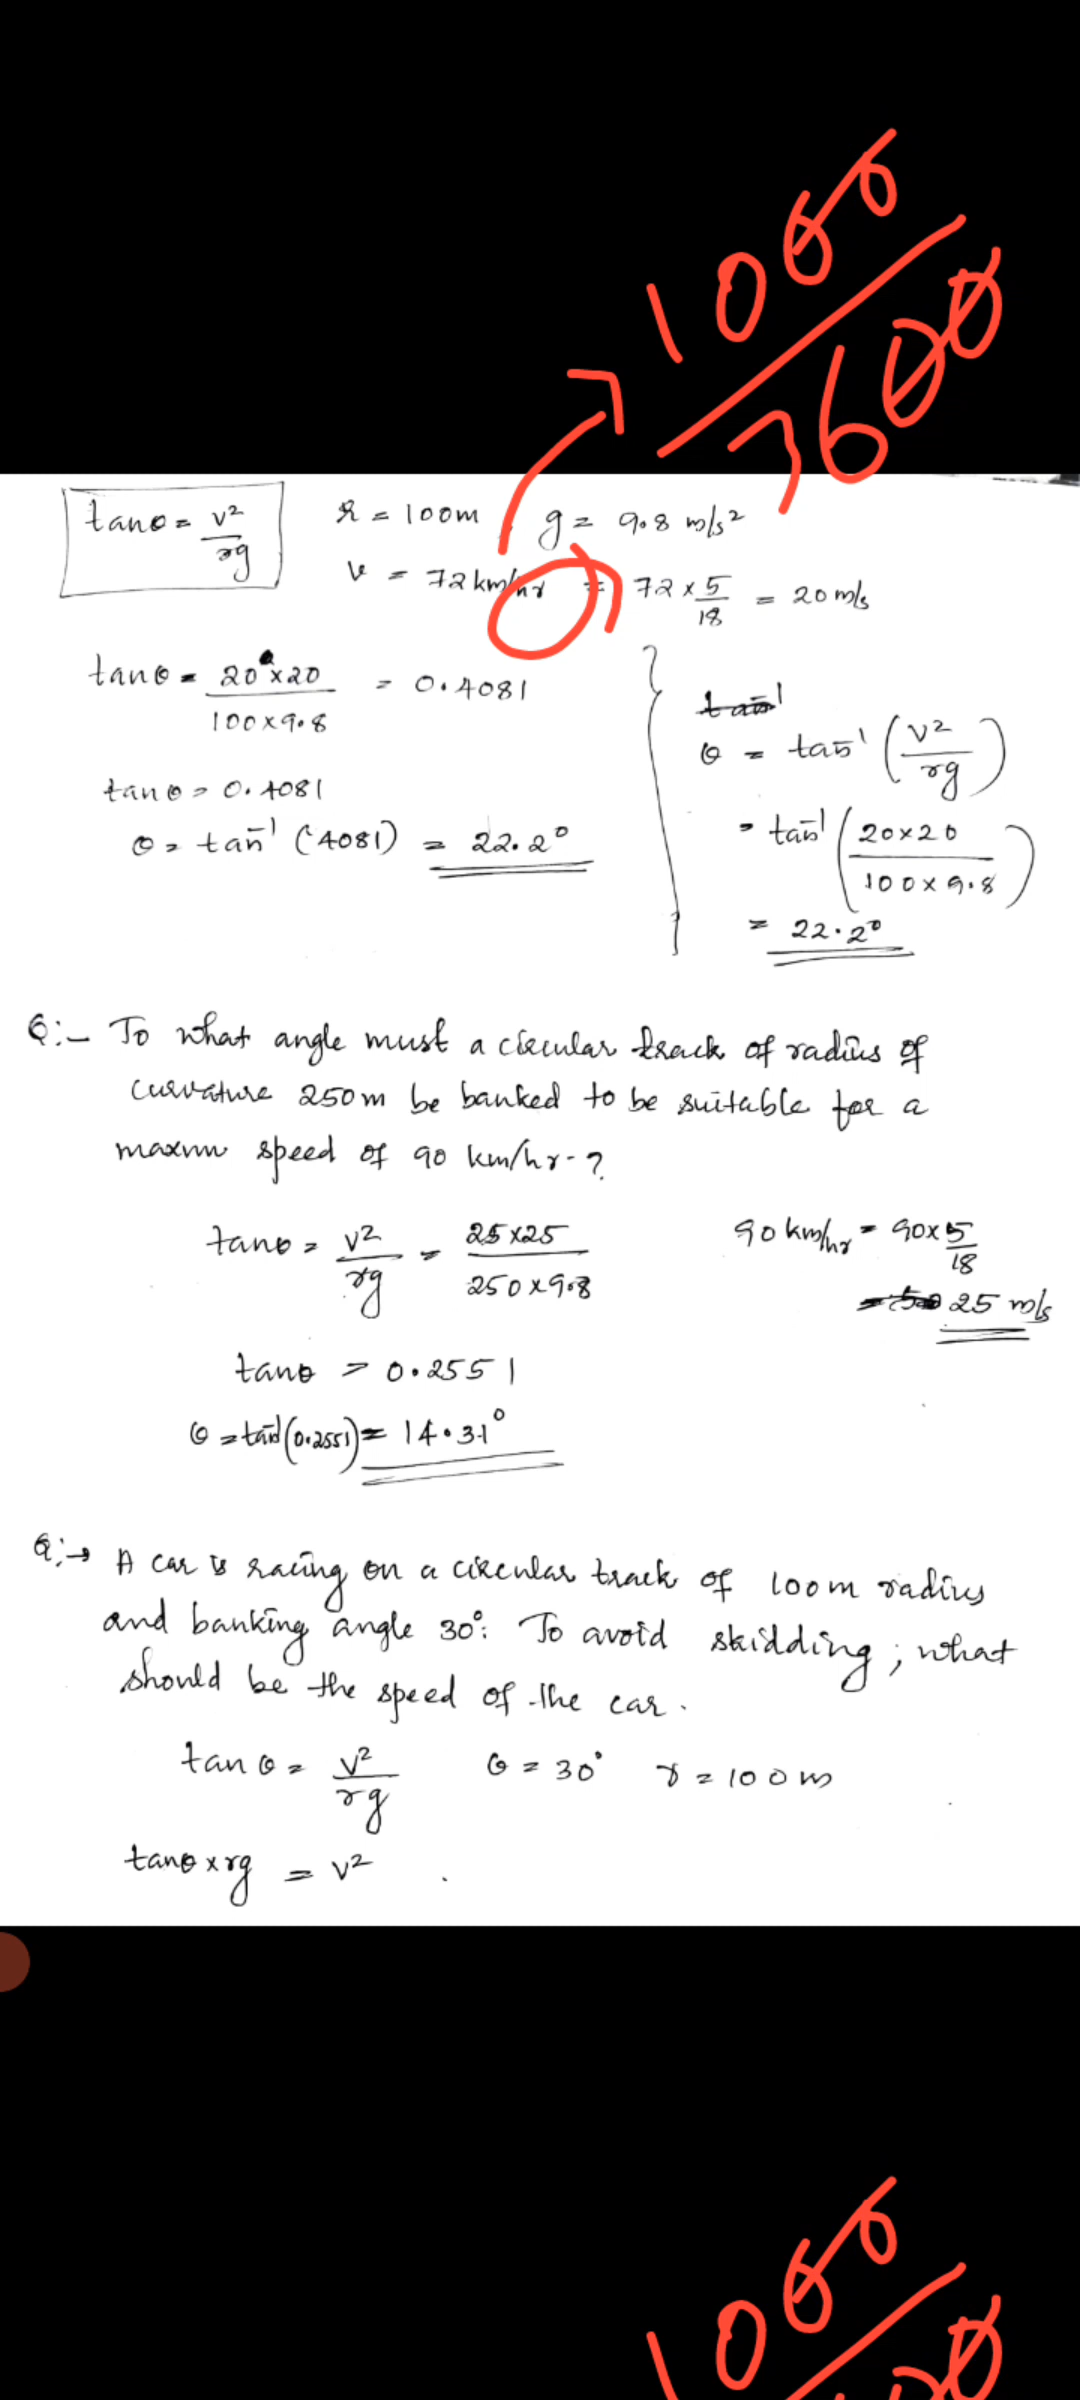 1000
3600
tanθ = v²/rg
r = 100m , g = 9.8 m/s²
v = 72 km/hr = 72 × 5/18 = 20 m/s
tanθ = 20 × 20 / 100 × 9.8 = 0.4081
tanθ = 0.4081
θ = tan⁻¹ (·4081) = 22.2°
tan⁻¹
θ = tan⁻¹ (v²/rg)
= tan⁻¹ (20×20 / 100 × 9.8)
= 22.2°
Q:- To what angle must a circular track of radius of
curvature 250m be banked to be suitable for a
maxm speed of 90 km/hr-?
tanθ = v²/rg = 25 ×25 / 250 ×9.8
90 km/hr = 90× 5/18
= 25 m/s
tanθ = 0.2551
θ = tan⁻¹(0.2551) = 14.31°
Q:→ A car is racing on a circular track of 100m radius
and banking angle 30°. To avoid skidding, what
should be the speed of the car.
tanθ = v²/rg θ = 30° r = 100m
tanθ × rg = v²
1000
00